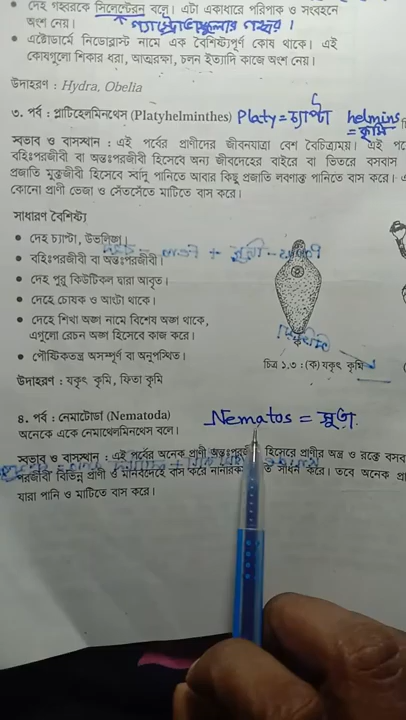 দেহ গহ্বরকে সিলেন্টেরন বলে। এটা একাধারে পরিপাক ও সংবহনে
অংশ নেয়।
এক্টোডার্মে নিডোব্লাস্ট নামে এক বৈশিষ্ট্যপূর্ণ কোষ থাকে। এই
কোষগুলো শিকার ধরা, আত্মরক্ষা, চলন ইত্যাদি কাজে অংশ নেয়।
উদাহরণ : Hydra, Obelia
৩. পর্ব : প্লাটিহেলমিনথেস (Platyhelminthes) Platy = চ্যাপ্টা helmins
= কৃমি
স্বভাব ও বাসস্থান : এই পর্বের প্রাণীদের জীবনযাত্রা বেশ বৈচিত্র্যময়। এই
বহিঃপরজীবী বা অন্তঃপরজীবী হিসেবে অন্য জীবদেহের বাইরে বা ভিতরে বসবাস
প্রজাতি মুক্তজীবী হিসেবে স্বাদু পানিতে আবার কিছু প্রজাতি লবণাক্ত পানিতে বাস করে।
কোনো প্রাণী ভেজা ও সেঁতসেঁতে মাটিতে বাস করে।
সাধারণ বৈশিষ্ট্য
দেহ চ্যাপ্টা, উভলিঙ্গ।
বহিঃপরজীবী বা অন্তঃপরজীবী।
দেহ পুরু কিউটিকল দ্বারা আবৃত।
দেহে চোষক ও আংটা থাকে।
দেহে শিখা অঙ্গ নামে বিশেষ অঙ্গ থাকে,
এগুলো রেচন অঙ্গ হিসেবে কাজ করে।
পৌষ্টিকতন্ত্র অসম্পূর্ণ বা অনুপস্থিত।
চিত্র ১.৩ : (ক) যকৃৎ কৃমি
উদাহরণ : যকৃৎ কৃমি, ফিতা কৃমি
৪. পর্ব : নেমাটোডা (Nematoda) Nematos = সুতা
অনেকে একে নেমাথেলমিনথেস বলে।
স্বভাব ও বাসস্থান : এই পর্বের অনেক প্রাণী অন্তঃপরজীবী হিসেবে প্রাণীর অন্ত্র ও রক্তে
পরজীবী বিভিন্ন প্রাণী ও মানবদেহে বাস করে সাধন করে। তবে অনেক
যারা পানি ও মাটিতে বাস করে।